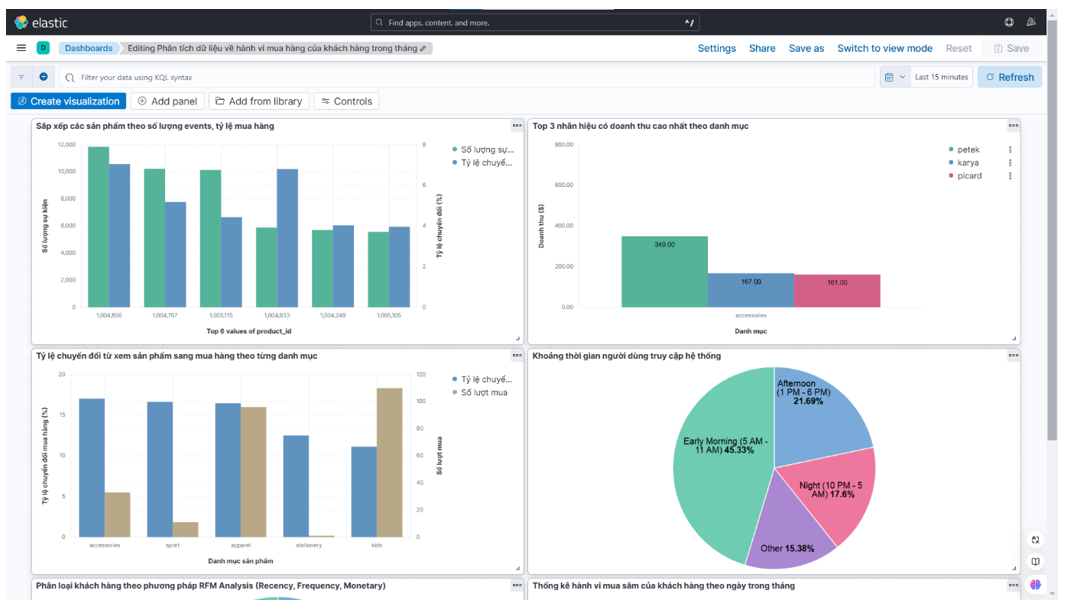 elastic
Find apps, content, and more.
^/
D
Dashboards
Editing Phân tích dữ liệu về hành vi mua hàng của khách hàng trong tháng
Settings
Share
Save as
Switch to view mode
Reset
Save
Filter your data using KQL syntax
Last 15 minutes
Refresh
Create visualization
Add panel
Add from library
Controls
Sắp xếp các sản phẩm theo số lượng events, tỷ lệ mua hàng
12,000
10,000
8,000
6,000
4,000
2,000
0
Số lượng sự kiện
8
6
4
2
0
Tỷ lệ chuyển đổi (%)
1,004,856
1,004,767
1,005,115
1,004,833
1,004,249
1,005,105
Top 6 values of product_id
Số lượng sự...
Tỷ lệ chuyể...
Top 3 nhãn hiệu có doanh thu cao nhất theo danh mục
800.00
600.00
400.00
200.00
0.00
Doanh thu ($)
349.00
167.00
161.00
accessories
Danh mục
petek
karya
picard
Tỷ lệ chuyển đổi từ xem sản phẩm sang mua hàng theo từng danh mục
20
15
10
5
0
Tỷ lệ chuyển đổi mua hàng (%)
120
100
80
60
40
20
0
Số lượt mua
accessories
sport
apparel
stationery
kids
Danh mục sản phẩm
Tỷ lệ chuyể...
Số lượt mua
Khoảng thời gian người dùng truy cập hệ thống
Afternoon
(1 PM - 6 PM)
21.69%
Early Morning (5 AM -
11 AM) 45.33%
Night (10 PM - 5
AM) 17.6%
Other 15.38%
Phân loại khách hàng theo phương pháp RFM Analysis (Recency, Frequency, Monetary)
Thống kê hành vi mua sắm của khách hàng theo ngày trong tháng